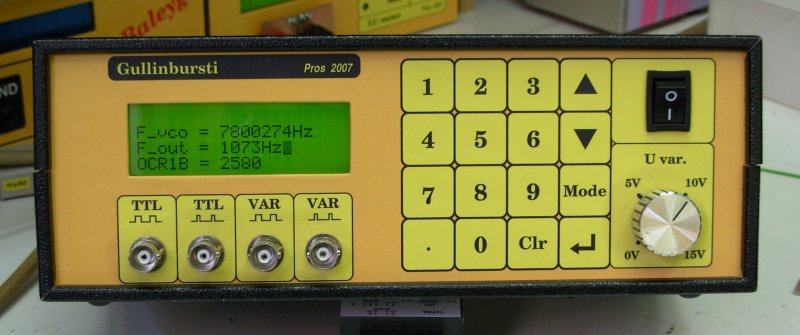 Baleyg
Gullinbursti
Pros 2007
F_vco = 7800274Hz
F_out = 1073Hz
OCR1B = 2580
TTL TTL VAR VAR
1 2 3 ▲
4 5 6 ▼
7 8 9 Mode
. 0 Clr ↵
O
I
U var.
5V 10V
0V 15V